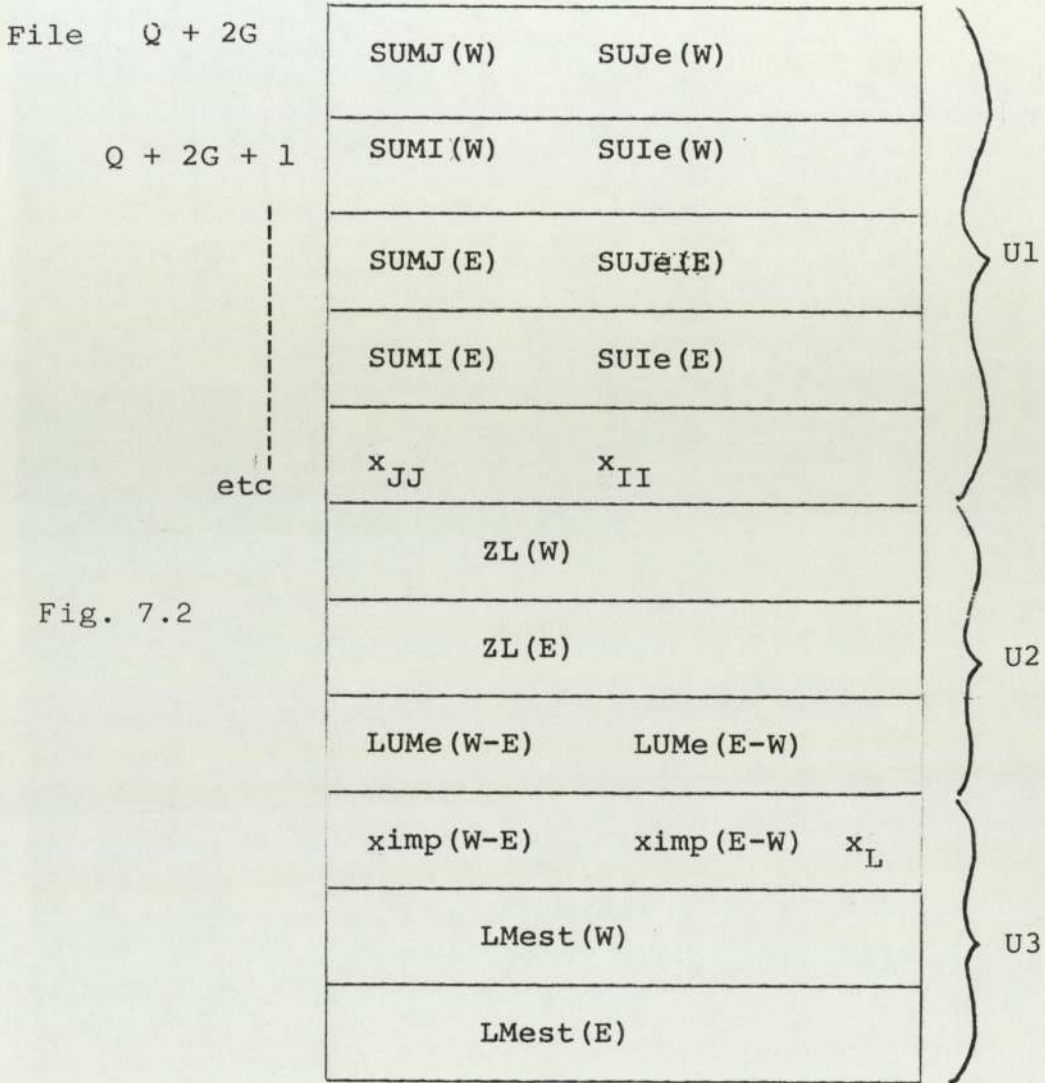 File Q + 2G SUMJ(W) SUJe(W)
Q + 2G + 1 SUMI(W) SUIe(W)
SUMJ(E) SUJe(E) U1
SUMI(E) SUIe(E)
etc x_JJ x_II
ZL(W)
Fig. 7.2
ZL(E) U2
LUMe(W-E) LUMe(E-W)
ximp(W-E) ximp(E-W) x_L
LMest(W) U3
LMest(E)